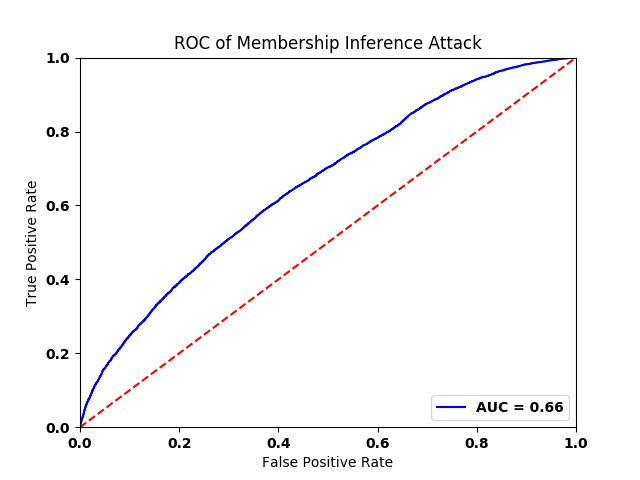 ROC of Membership Inference Attack
True Positive Rate
1.0
0.8
0.6
0.4
0.2
0.0
AUC = 0.66
0.0 0.2 0.4 0.6 0.8 1.0
False Positive Rate